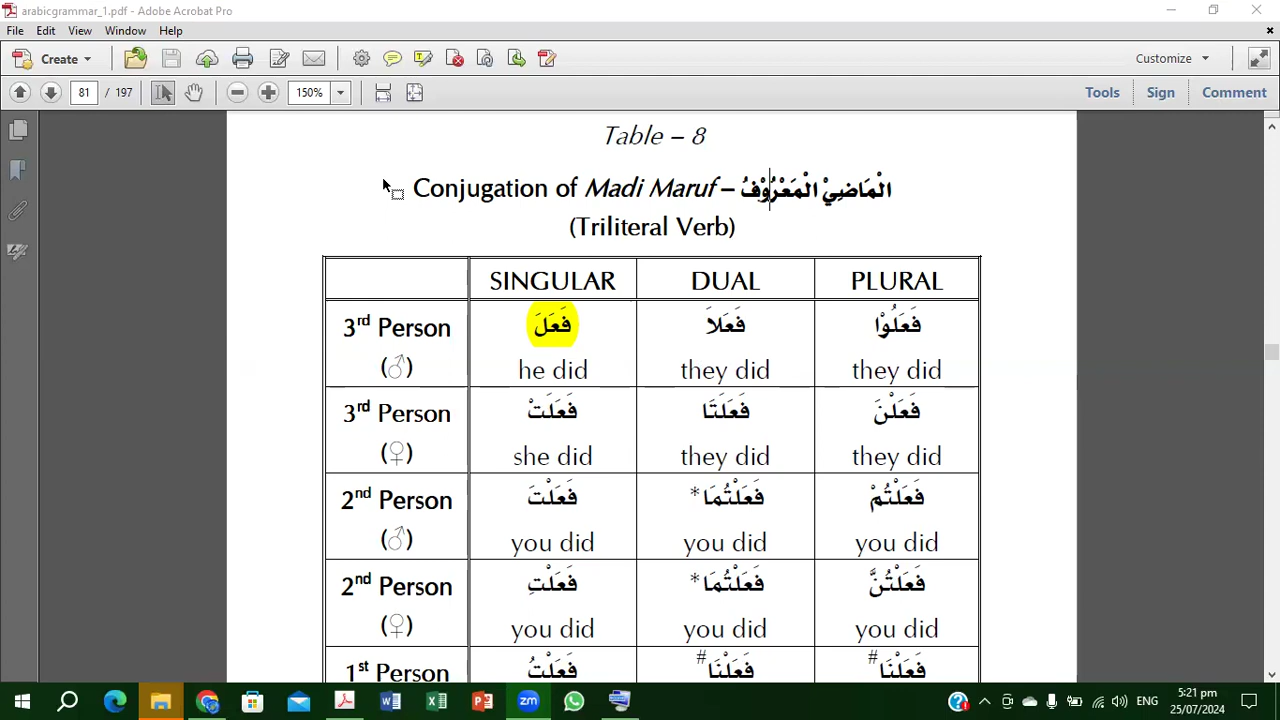 arabicgrammar_1.pdf - Adobe Acrobat Pro
File Edit View Window Help
Create Customize
81 / 197 150% Tools Sign Comment
Table – 8
Conjugation of Madi Maruf – الْمَاضِيْ الْمَعْرُوْفُ
(Triliteral Verb)
SINGULAR DUAL PLURAL
3rd Person (♂) فَعَلَ فَعَلاَ فَعَلُوْا
he did they did they did
3rd Person (♀) فَعَلَتْ فَعَلَتَا فَعَلْنَ
she did they did they did
2nd Person (♂) فَعَلْتَ فَعَلْتُمَا* فَعَلْتُمْ
you did you did you did
2nd Person (♀) فَعَلْتِ فَعَلْتُمَا* فَعَلْتُنَّ
you did you did you did
1st Person فَعَلْتُ فَعَلْنَا# فَعَلْنَا#
ENG 5:21 pm
25/07/2024